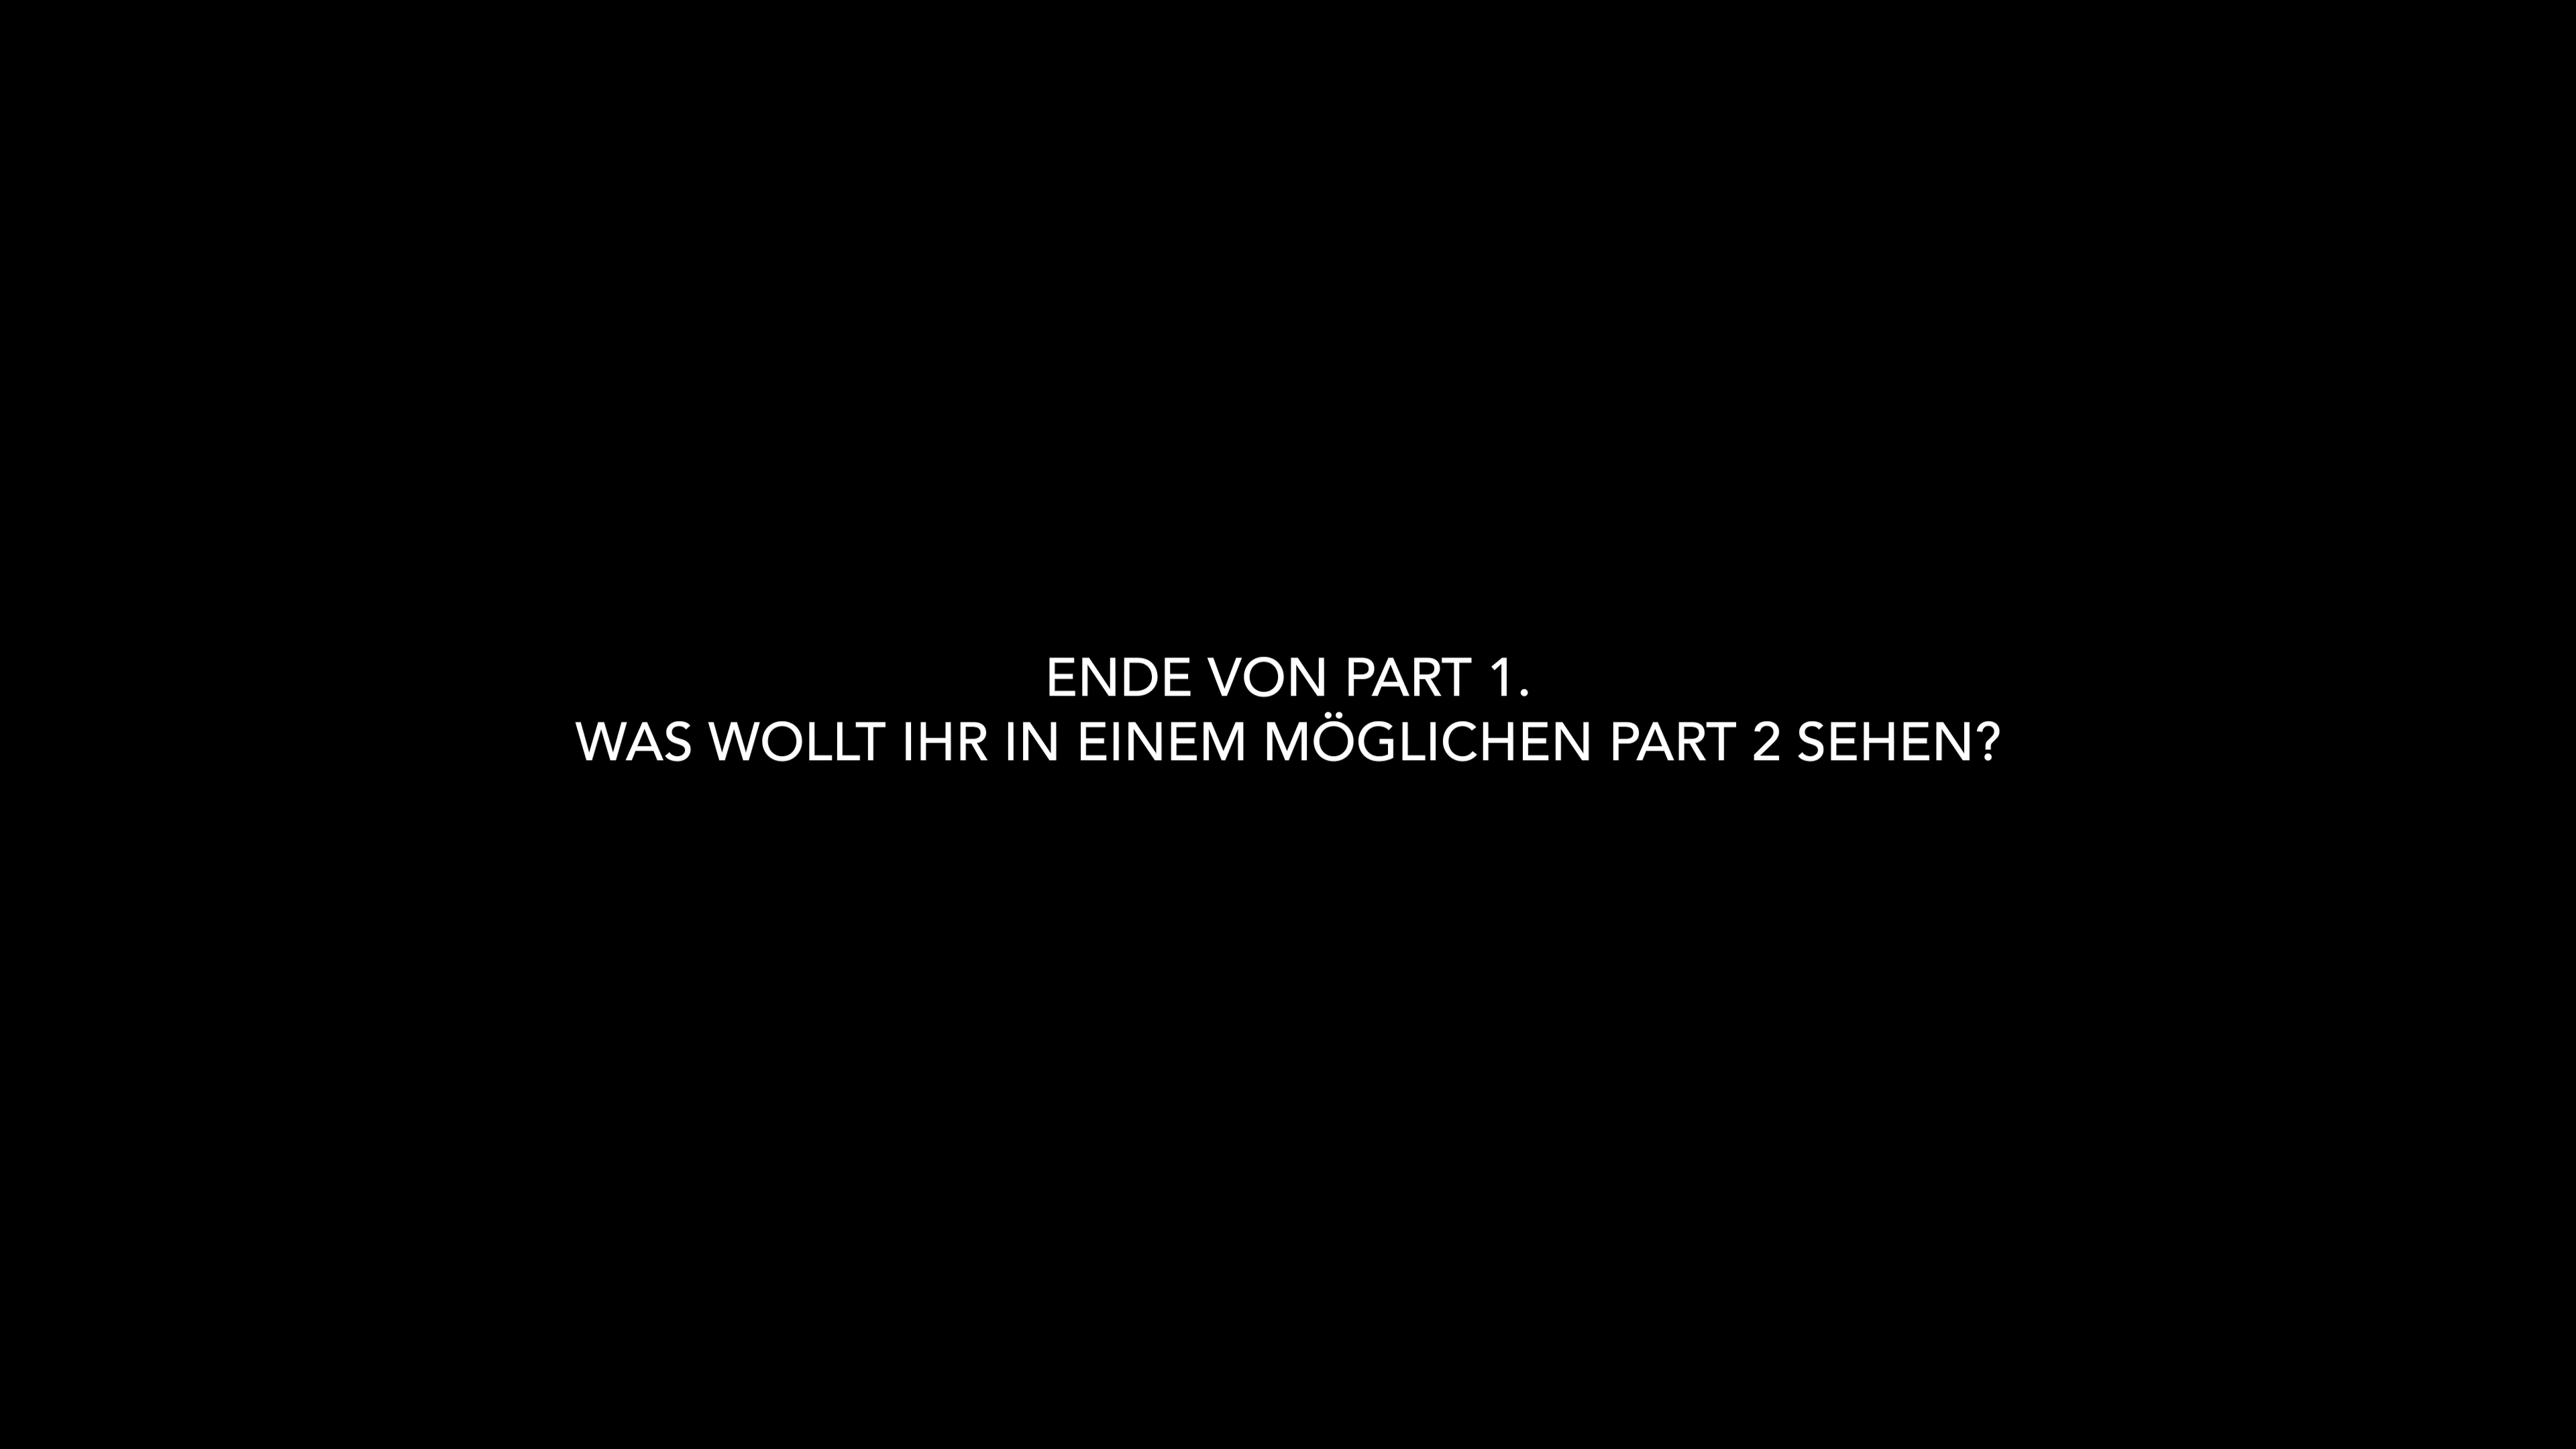 ENDE VON PART 1.
WAS WOLLT IHR IN EINEM MÖGLICHEN PART 2 SEHEN?